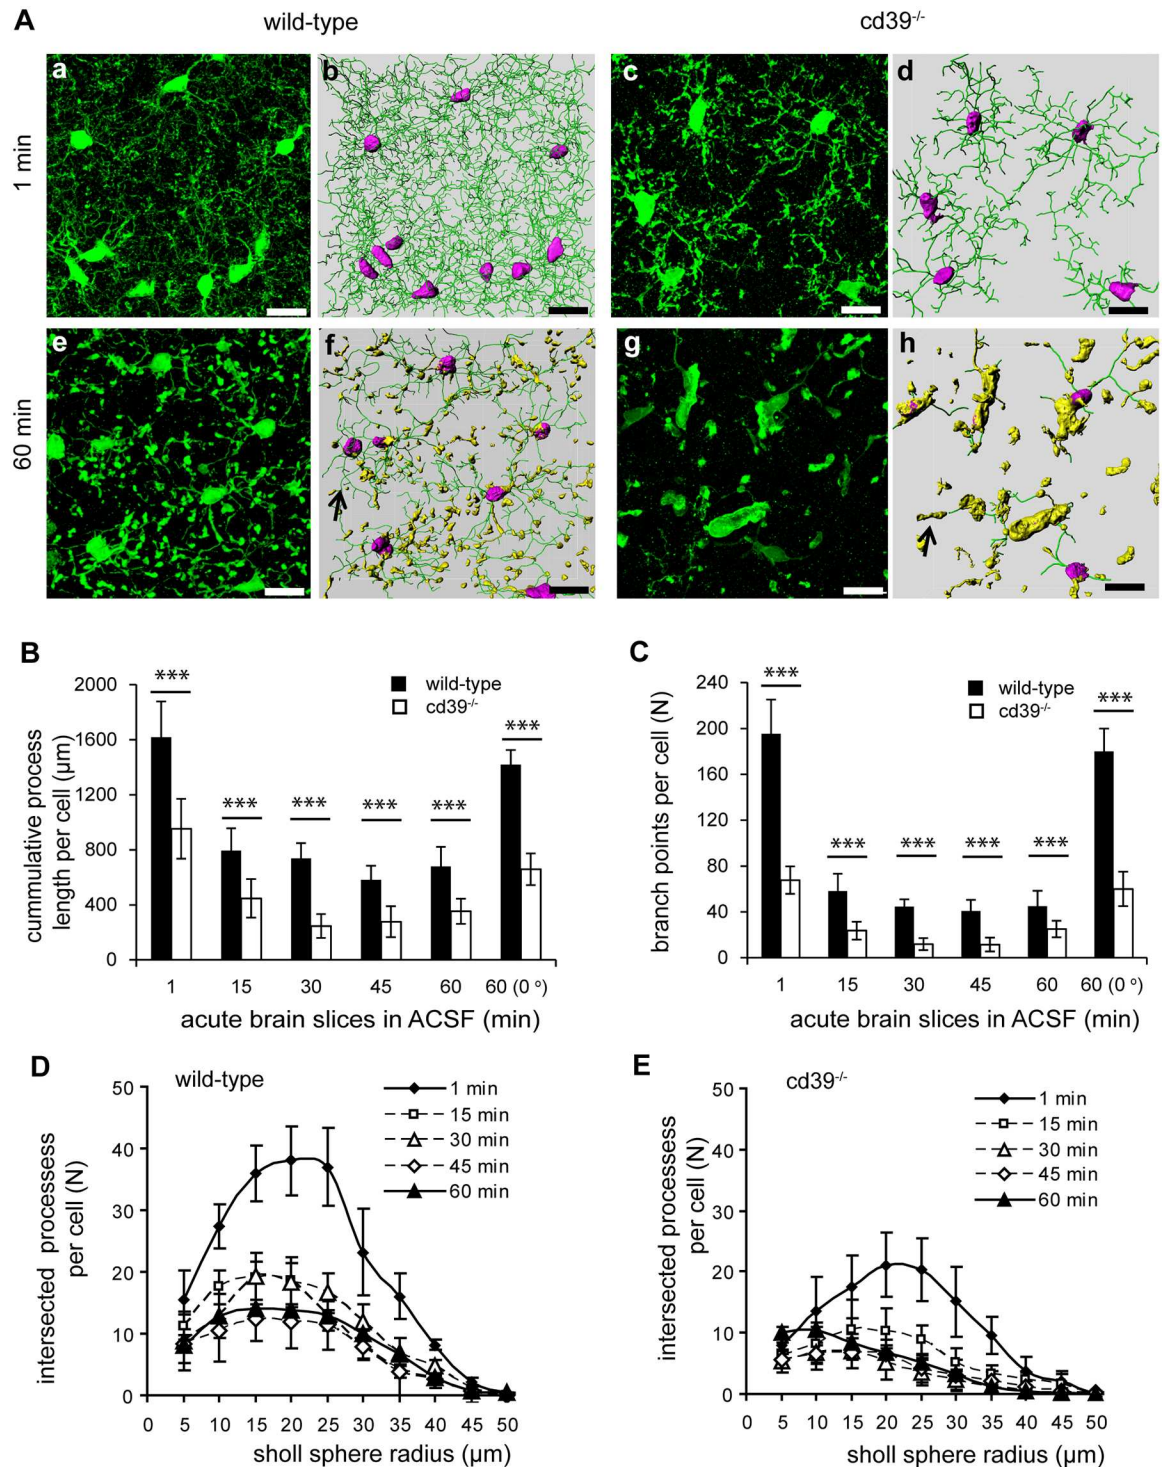 A wild-type cd39-/-
1 min
a b c d
60 min
e f g h
B
cummulative process
length per cell (µm)
2000
1600
1200
800
400
0
*** *** *** *** *** ***
wild-type
cd39-/-
1 15 30 45 60 60 (0 °)
acute brain slices in ACSF (min)
C
branch points per cell (N)
240
200
160
120
80
40
0
*** *** *** *** *** ***
wild-type
cd39-/-
1 15 30 45 60 60 (0 °)
acute brain slices in ACSF (min)
D
wild-type
intersected processess
per cell (N)
50
40
30
20
10
0
1 min
15 min
30 min
45 min
60 min
0 5 10 15 20 25 30 35 40 45 50
sholl sphere radius (µm)
E
cd39-/-
intersected processess
per cell (N)
50
40
30
20
10
0
1 min
15 min
30 min
45 min
60 min
0 5 10 15 20 25 30 35 40 45 50
sholl sphere radius (µm)